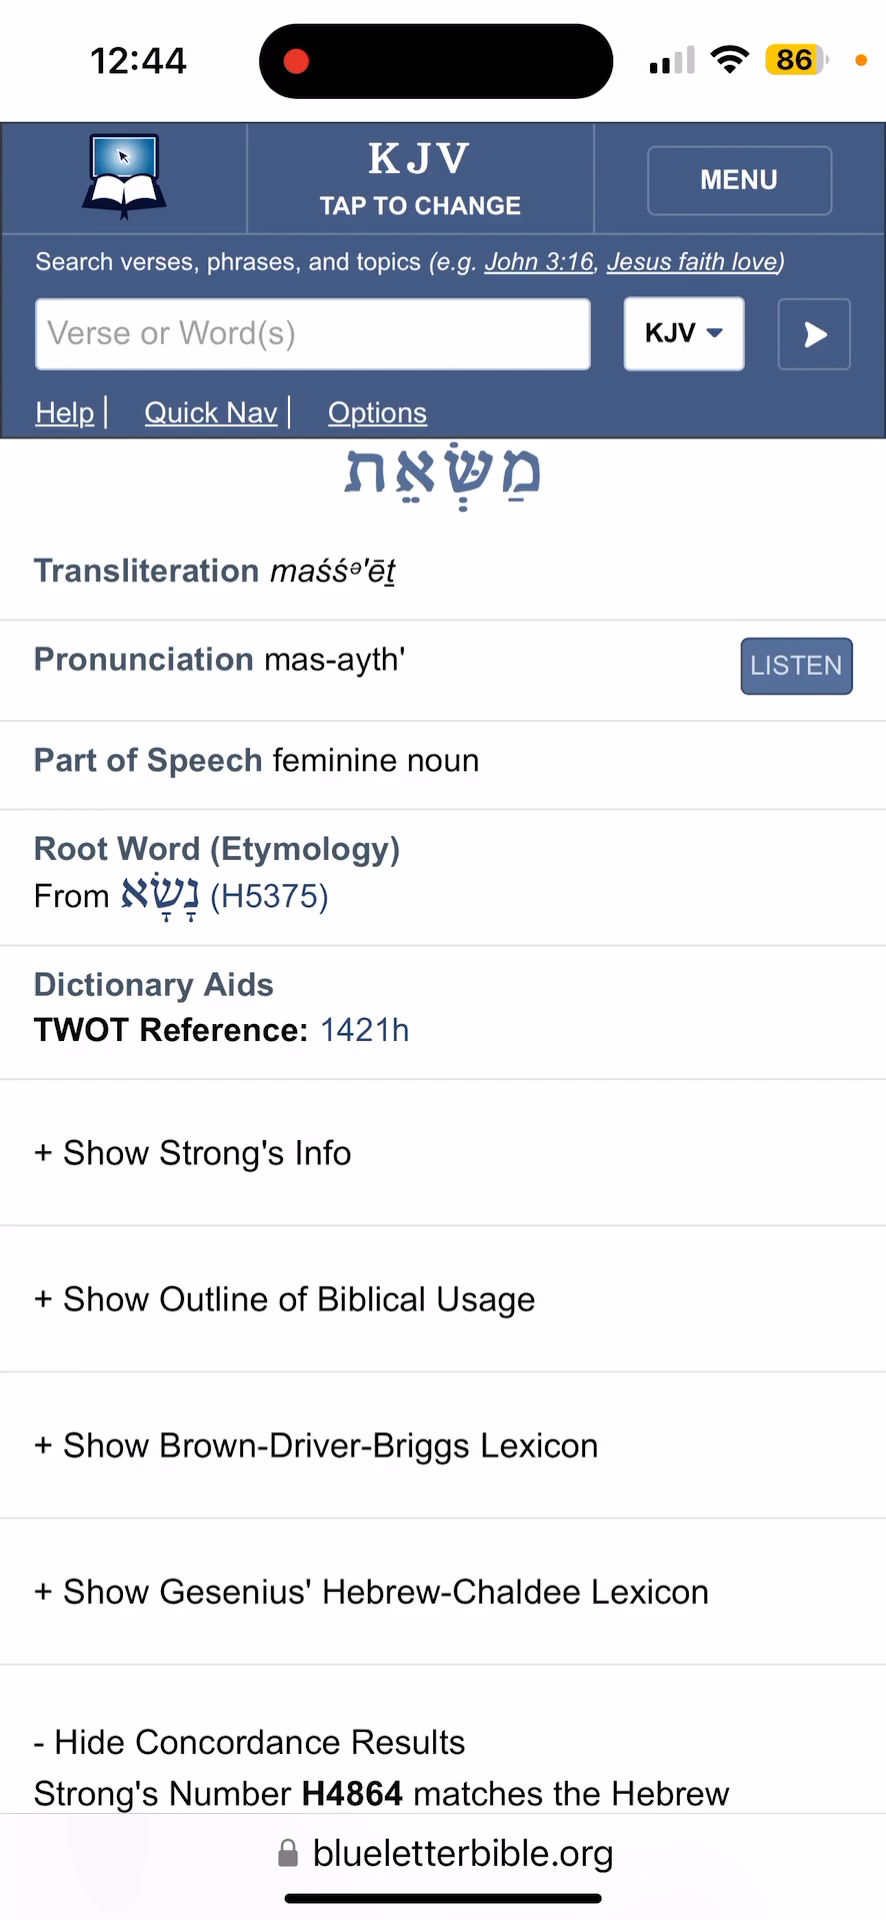 12:44
86
KJV
TAP TO CHANGE
MENU
Search verses, phrases, and topics (e.g. John 3:16, Jesus faith love)
Verse or Word(s)
KJV
Help | Quick Nav | Options
מַשְׂאֵת
Transliteration maśśᵊ'ēṯ
Pronunciation mas-ayth'
LISTEN
Part of Speech feminine noun
Root Word (Etymology)
From נָשָׂא (H5375)
Dictionary Aids
TWOT Reference: 1421h
+ Show Strong's Info
+ Show Outline of Biblical Usage
+ Show Brown-Driver-Briggs Lexicon
+ Show Gesenius' Hebrew-Chaldee Lexicon
- Hide Concordance Results
Strong's Number H4864 matches the Hebrew
blueletterbible.org